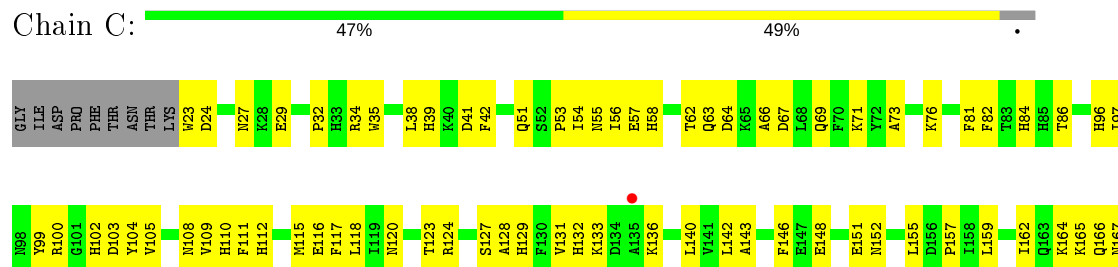 Chain C:
47% 49% •
GLY ILE ASP PRO PHE THR ASN THR LYS W23 D24 N27 K28 E29 P32 H33 R34 W35 L38 H39 K40 D41 F42 Q51 S52 P53 I54 N55 I56 E57 H58 T62 Q63 D64 K65 A66 D67 L68 Q69 F70 K71 Y72 A73 K76 F81 F82 T83 H84 H85 T86 H96 I97
N98 Y99 R100 G101 H102 D103 Y104 V105 N108 V109 H110 F111 H112 M115 E116 F117 L118 I119 N120 T123 R124 S127 A128 H129 F130 V131 H132 K133 D134 A135 K136 L140 V141 L142 A143 F146 E147 E148 E151 N152 L155 D156 P157 I158 L159 I162 Q163 K164 K165 Q166